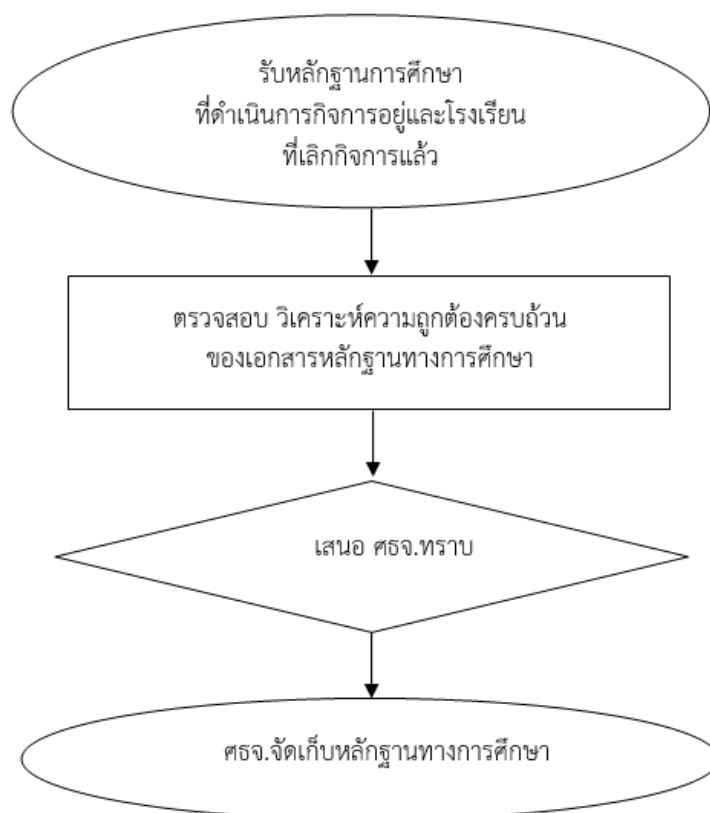 รับหลักฐานการศึกษา
ที่ดำเนินการกิจการอยู่และโรงเรียน
ที่เลิกกิจการแล้ว
ตรวจสอบ วิเคราะห์ความถูกต้องครบถ้วน
ของเอกสารหลักฐานทางการศึกษา
เสนอ ศธจ.ทราบ
ศธจ.จัดเก็บหลักฐานทางการศึกษา